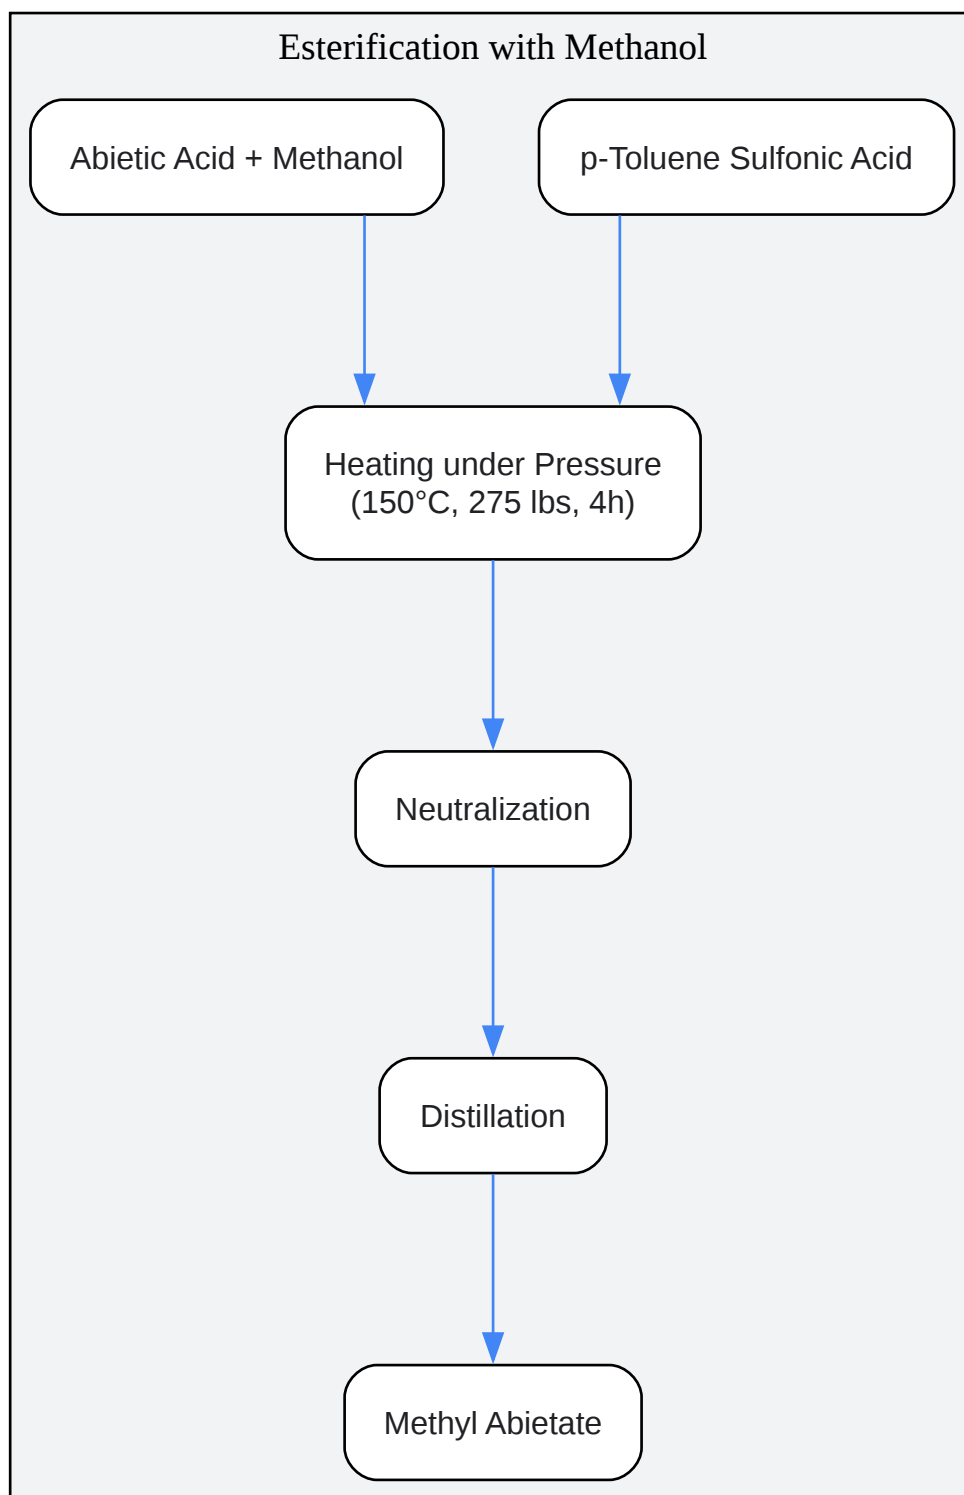 Esterification with Methanol
Abietic Acid + Methanol
p-Toluene Sulfonic Acid
Heating under Pressure
(150°C, 275 lbs, 4h)
Neutralization
Distillation
Methyl Abietate